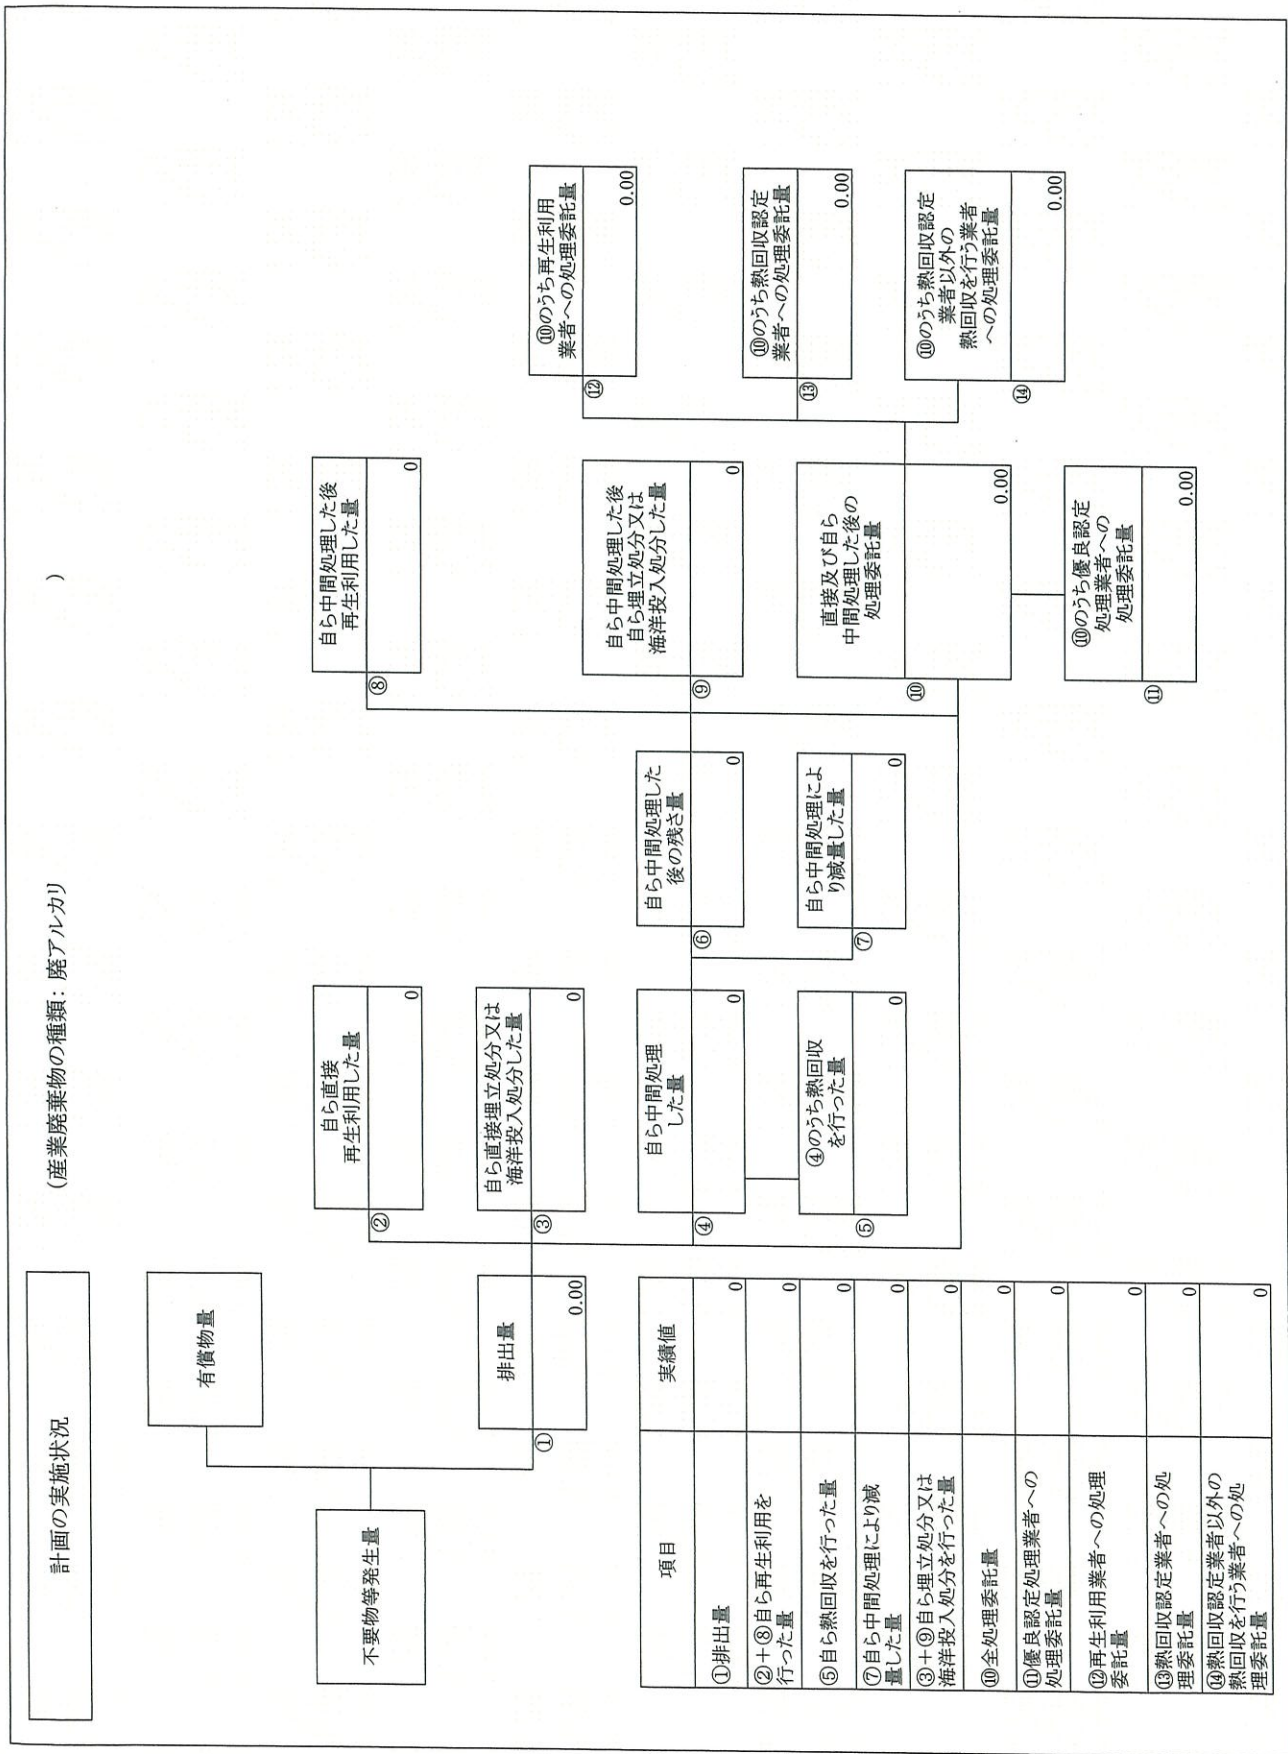 計画の実施状況
(産業廃棄物の種類: 廃アルカリ
)
不要物等発生量
有償物量
①
排出量
0.00
②
自ら直接
再生利用した量
0
③
自ら直接埋立処分又は
海洋投入処分した量
0
④
自ら中間処理
した量
0
⑤
④のうち熱回収
を行った量
0
⑥
自ら中間処理した
後の残さ量
0
⑦
自ら中間処理によ
り減量した量
0
⑧
自ら中間処理した後
再生利用した量
0
⑨
自ら中間処理した後
自ら埋立処分又は
海洋投入処分した量
0
⑩
直接及び自ら
中間処理した後の
処理委託量
0.00
⑪
⑩のうち優良認定
処理業者への
処理委託量
0.00
⑫
⑩のうち再生利用
業者への処理委託量
0.00
⑬
⑩のうち熱回収認定
業者への処理委託量
0.00
⑭
⑩のうち熱回収認定
業者以外の
熱回収を行う業者
への処理委託量
0.00
項目 実績値
①排出量 0
②+⑧自ら再生利用を
行った量 0
⑤自ら熱回収を行った量 0
⑦自ら中間処理により減
量した量 0
③+⑨自ら埋立処分又は
海洋投入処分を行った量 0
⑩全処理委託量 0
⑪優良認定処理業者への
処理委託量 0
⑫再生利用業者への処理
委託量 0
⑬熱回収認定業者への処
理委託量 0
⑭熱回収認定業者以外の
熱回収を行う業者への処
理委託量 0